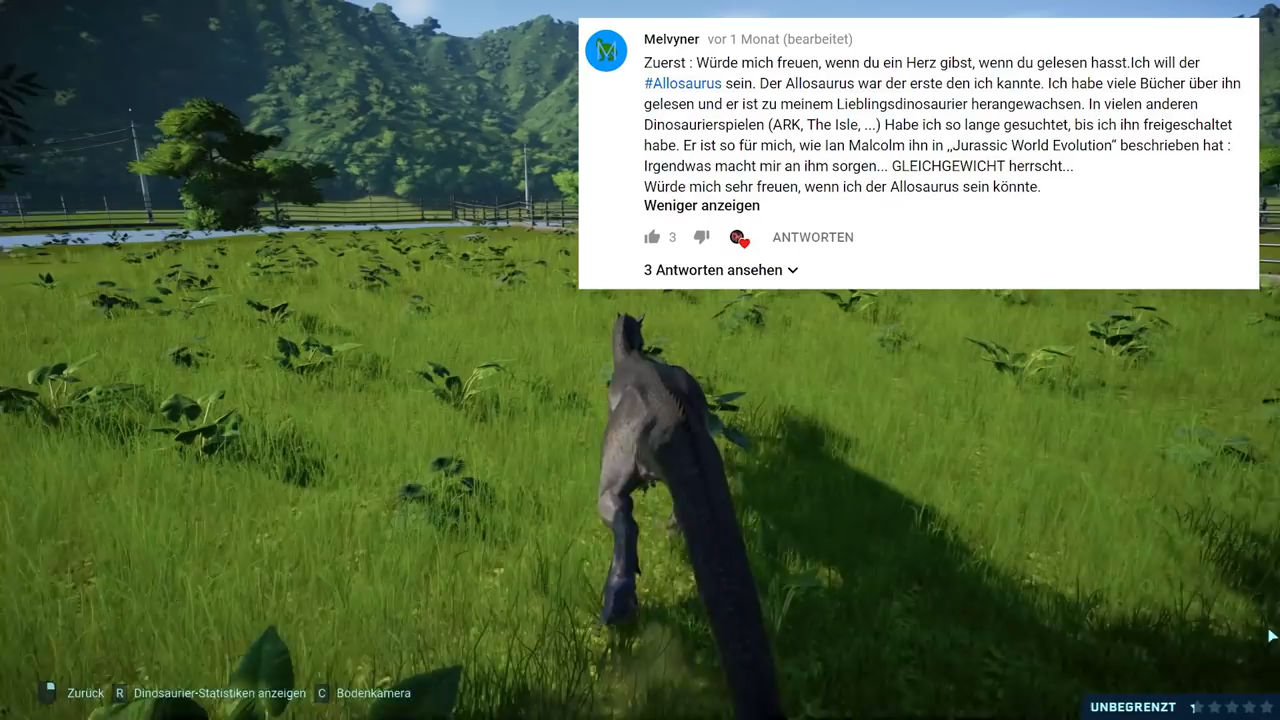 Melvyner vor 1 Monat (bearbeitet)
Zuerst : Würde mich freuen, wenn du ein Herz gibst, wenn du gelesen hasst.Ich will der
#Allosaurus sein. Der Allosaurus war der erste den ich kannte. Ich habe viele Bücher über ihn
gelesen und er ist zu meinem Lieblingsdinosaurier herangewachsen. In vielen anderen
Dinosaurierspielen (ARK, The Isle, ...) Habe ich so lange gesuchtet, bis ich ihn freigeschaltet
habe. Er ist so für mich, wie Ian Malcolm ihn in ,,Jurassic World Evolution“ beschrieben hat :
Irgendwas macht mir an ihm sorgen... GLEICHGEWICHT herrscht...
Würde mich sehr freuen, wenn ich der Allosaurus sein könnte.
Weniger anzeigen
3 ANTWORTEN
3 Antworten ansehen
Zurück R Dinosaurier-Statistiken anzeigen C Bodenkamera
UNBEGRENZT